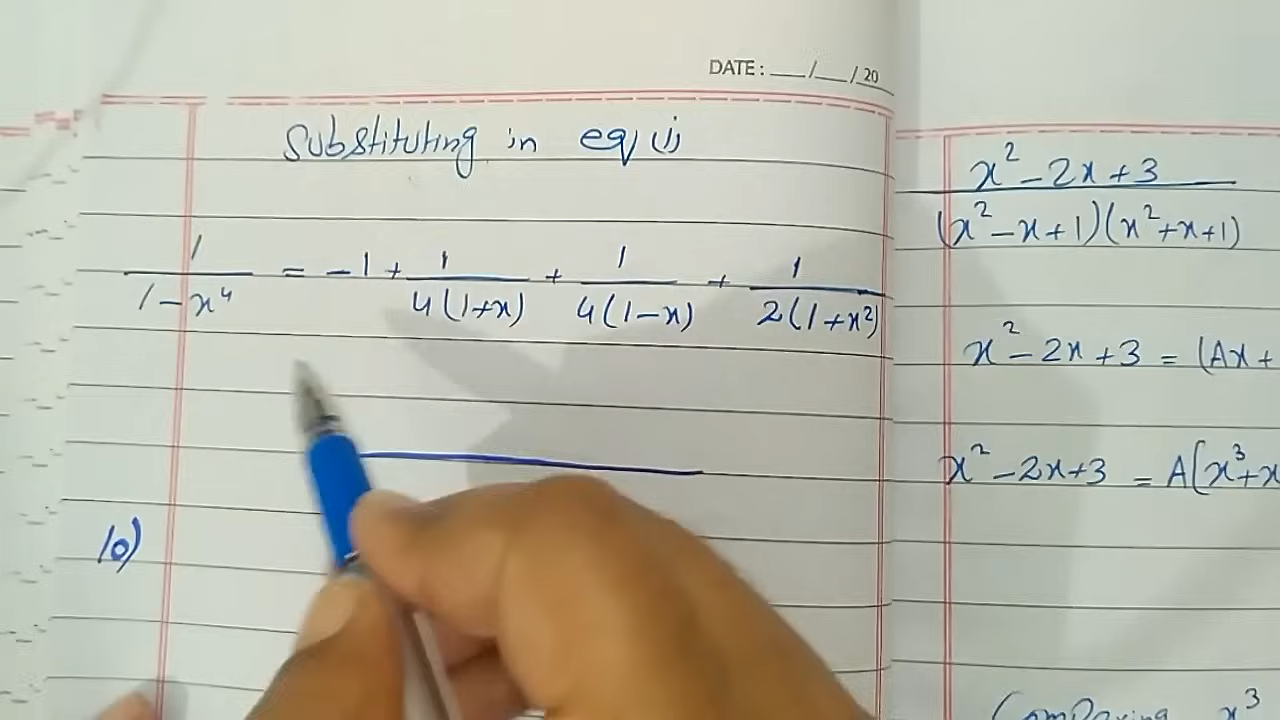 DATE : ___/___/20
Substituting in eq (i)
1/(1-x⁴) = -1 + 1/4(1+x) + 1/4(1-x) + 1/2(1+x²)
10)
x² - 2x + 3
(x² - x + 1)(x² + x + 1)
x² - 2x + 3 = (Ax +
x² - 2x + 3 = A[x³ + x
Comparing x³